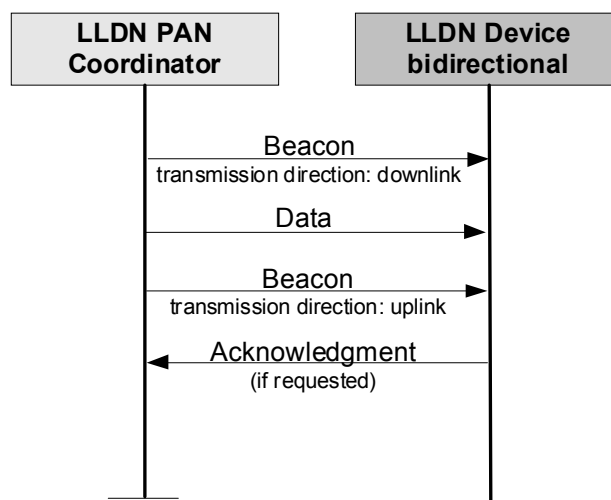 LLDN PAN
Coordinator
LLDN Device
bidirectional
Beacon
transmission direction: downlink
Data
Beacon
transmission direction: uplink
Acknowledgment
(if requested)